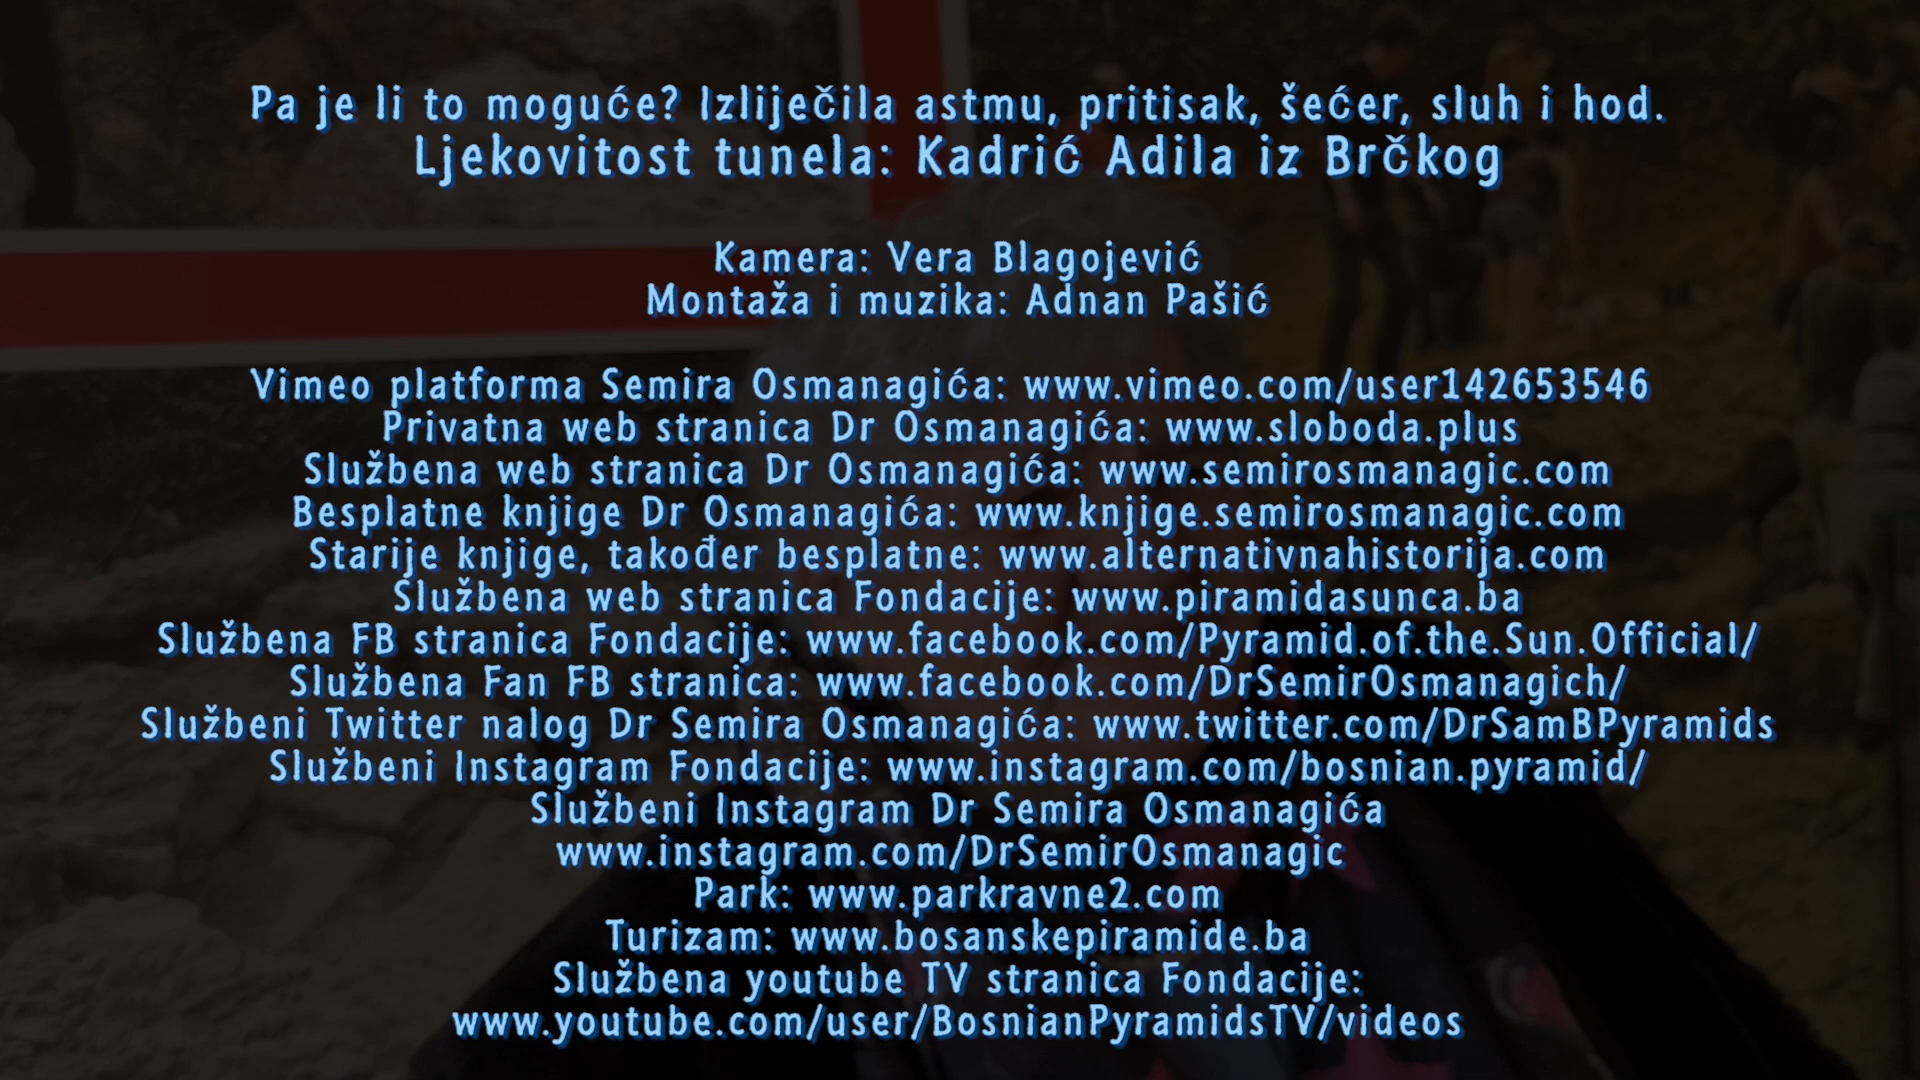 Pa je li to moguće? Izliječila astmu, pritisak, šećer, sluh i hod.
Ljekovitost tunela: Kadrić Adila iz Brčkog
Kamera: Vera Blagojević
Montaža i muzika: Adnan Pašić
Vimeo platforma Semira Osmanagića: www.vimeo.com/user142653546
Privatna web stranica Dr Osmanagića: www.sloboda.plus
Službena web stranica Dr Osmanagića: www.semirosmanagic.com
Besplatne knjige Dr Osmanagića: www.knjige.semirosmanagic.com
Starije knjige, također besplatne: www.alternativnahistorija.com
Službena web stranica Fondacije: www.piramidasunca.ba
Službena FB stranica Fondacije: www.facebook.com/Pyramid.of.the.Sun.Official/
Službena Fan FB stranica: www.facebook.com/DrSemirOsmanagich/
Službeni Twitter nalog Dr Semira Osmanagića: www.twitter.com/DrSamBPyramids
Službeni Instagram Fondacije: www.instagram.com/bosnian.pyramid/
Službeni Instagram Dr Semira Osmanagića
www.instagram.com/DrSemirOsmanagic
Park: www.parkravne2.com
Turizam: www.bosanskepiramide.ba
Službena youtube TV stranica Fondacije:
www.youtube.com/user/BosnianPyramidsTV/videos